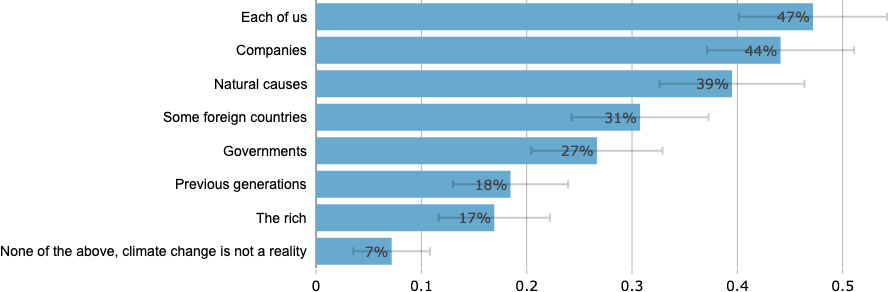 Each of us 47%
Companies 44%
Natural causes 39%
Some foreign countries 31%
Governments 27%
Previous generations 18%
The rich 17%
None of the above, climate change is not a reality 7%
0 0.1 0.2 0.3 0.4 0.5